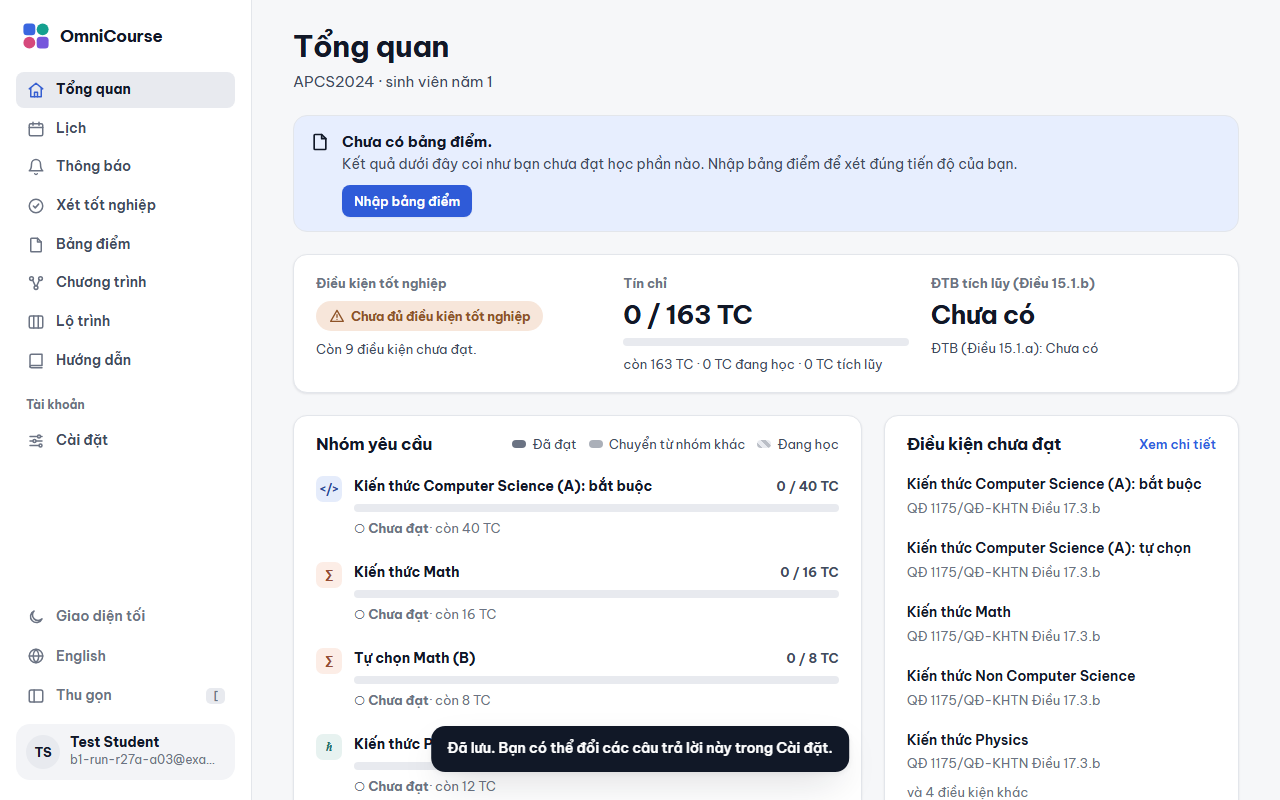 OmniCourse
Tổng quan
Lịch
Thông báo
Xét tốt nghiệp
Bảng điểm
Chương trình
Lộ trình
Hướng dẫn
Tài khoản
Cài đặt
Giao diện tối
English
Thu gọn [
TS
Test Student
b1-run-r27a-a03@exa...
Tổng quan
APCS2024 · sinh viên năm 1
Chưa có bảng điểm.
Kết quả dưới đây coi như bạn chưa đạt học phần nào. Nhập bảng điểm để xét đúng tiến độ của bạn.
Nhập bảng điểm
Điều kiện tốt nghiệp
Chưa đủ điều kiện tốt nghiệp
Còn 9 điều kiện chưa đạt.
Tín chỉ
0 / 163 TC
còn 163 TC · 0 TC đang học · 0 TC tích lũy
ĐTB tích lũy (Điều 15.1.b)
Chưa có
ĐTB (Điều 15.1.a): Chưa có
Nhóm yêu cầu
Đã đạt Chuyển từ nhóm khác Đang học
</> Kiến thức Computer Science (A): bắt buộc 0 / 40 TC
Chưa đạt · còn 40 TC
∑ Kiến thức Math 0 / 16 TC
Chưa đạt · còn 16 TC
∑ Tự chọn Math (B) 0 / 8 TC
Chưa đạt · còn 8 TC
ħ Kiến thức P
Chưa đạt · còn 12 TC
Điều kiện chưa đạt Xem chi tiết
Kiến thức Computer Science (A): bắt buộc
QĐ 1175/QĐ-KHTN Điều 17.3.b
Kiến thức Computer Science (A): tự chọn
QĐ 1175/QĐ-KHTN Điều 17.3.b
Kiến thức Math
QĐ 1175/QĐ-KHTN Điều 17.3.b
Kiến thức Non Computer Science
QĐ 1175/QĐ-KHTN Điều 17.3.b
Kiến thức Physics
QĐ 1175/QĐ-KHTN Điều 17.3.b
và 4 điều kiện khác
Đã lưu. Bạn có thể đổi các câu trả lời này trong Cài đặt.